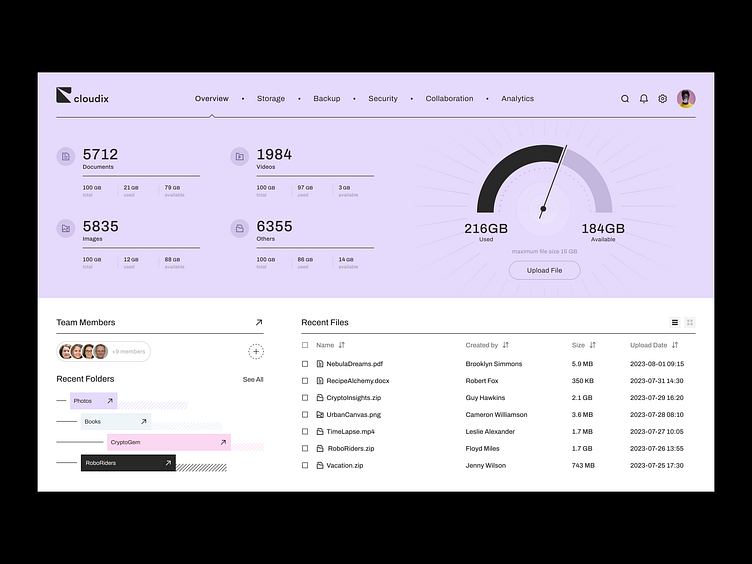 cloudix
Overview • Storage • Backup • Security • Collaboration • Analytics
5712
Documents
100 GB 21 GB 79 GB
total used available
1984
Videos
100 GB 97 GB 3 GB
total used available
5835
Images
100 GB 12 GB 88 GB
total used available
6355
Others
100 GB 86 GB 14 GB
total used available
216GB 184GB
Used Available
maximum file size 15 GB
Upload File
Team Members
+9 members
Recent Folders See All
Photos
Books
CryptoGem
RoboRiders
Recent Files
Name Created by Size Upload Date
NebulaDreams.pdf Brooklyn Simmons 5.9 MB 2023-08-01 09:15
RecipeAlchemy.docx Robert Fox 350 KB 2023-07-31 14:30
CryptoInsights.zip Guy Hawkins 2.1 GB 2023-07-29 16:20
UrbanCanvas.png Cameron Williamson 3.6 MB 2023-07-28 08:10
TimeLapse.mp4 Leslie Alexander 1.7 MB 2023-07-27 10:05
RoboRiders.zip Floyd Miles 1.7 GB 2023-07-26 13:55
Vacation.zip Jenny Wilson 743 MB 2023-07-25 17:30